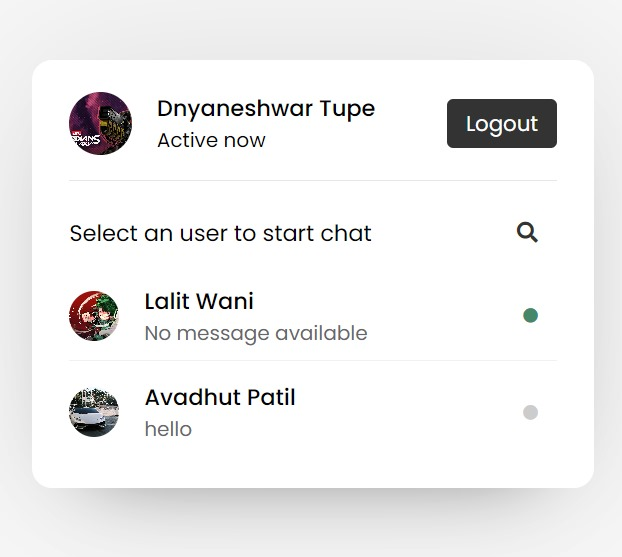 Dnyaneshwar Tupe
Active now
Logout
Select an user to start chat
Lalit Wani
No message available
Avadhut Patil
hello